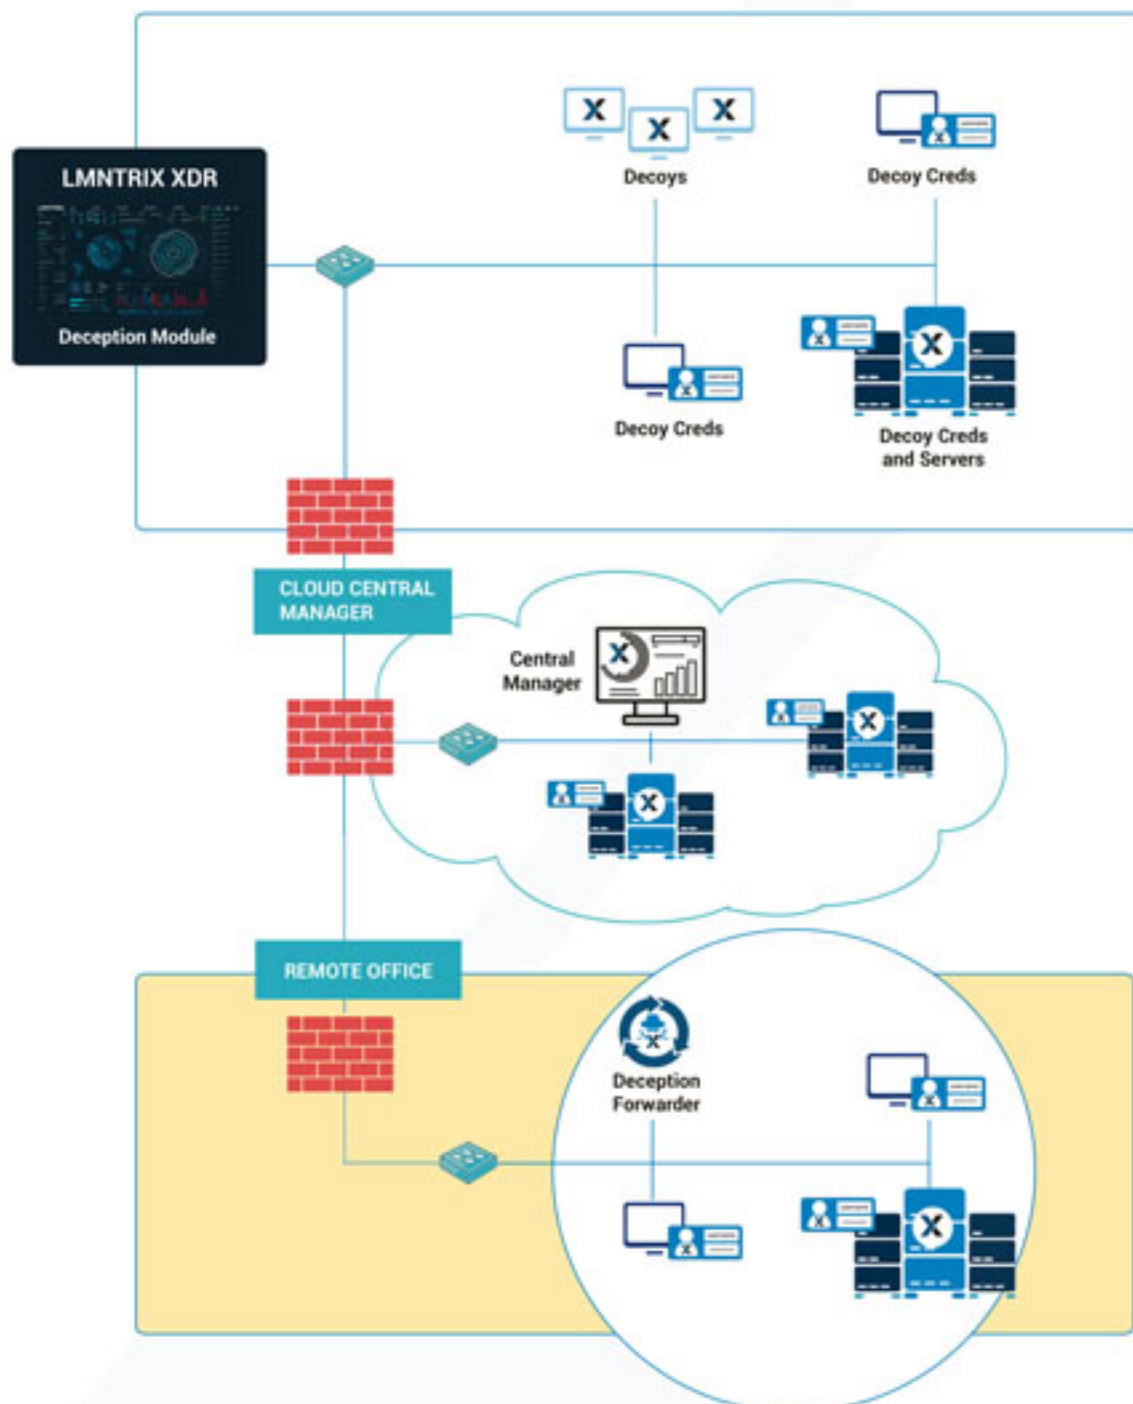 LMNTRIX XDR
Deception Module
Decoys
Decoy Creds
Decoy Creds
Decoy Creds
and Servers
CLOUD CENTRAL
MANAGER
Central
Manager
REMOTE OFFICE
Deception
Forwarder